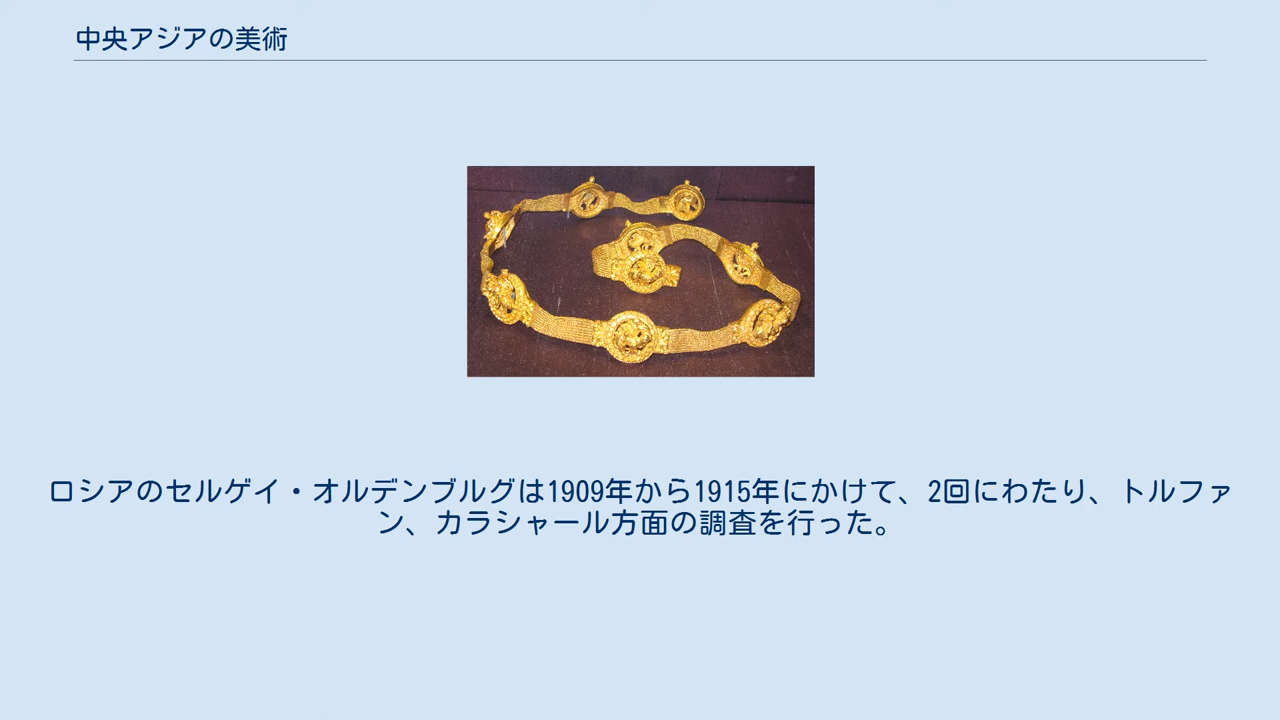 中央アジアの美術
ロシアのセルゲイ・オルデンブルグは1909年から1915年にかけて、2回にわたり、トルファ
ン、カラシャール方面の調査を行った。